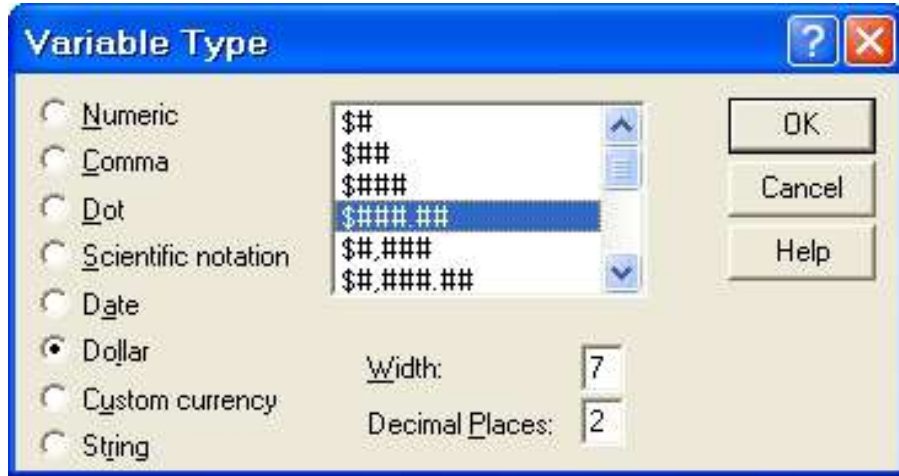 Variable Type
?
Numeric
Comma
Dot
Scientific notation
Date
Dollar
Custom currency
String
$#
$##
$###
$###.##
$#,###
$#,###.##
Width: 7
Decimal Places: 2
OK
Cancel
Help